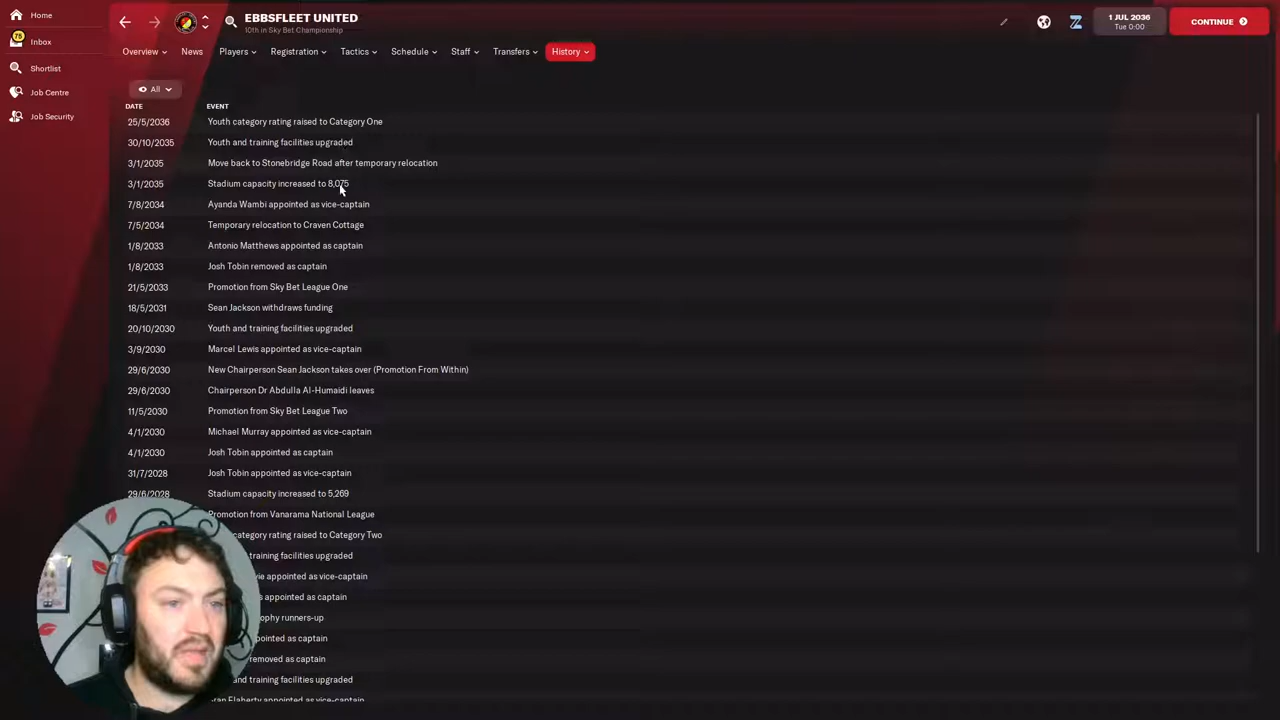 Home
75
Inbox
Shortlist
Job Centre
Job Security
EBBSFLEET UNITED
10th in Sky Bet Championship
1 JUL 2036
Tue 0:00
CONTINUE
Overview
News
Players
Registration
Tactics
Schedule
Staff
Transfers
History
All
DATE EVENT
25/5/2036 Youth category rating raised to Category One
30/10/2035 Youth and training facilities upgraded
3/1/2035 Move back to Stonebridge Road after temporary relocation
3/1/2035 Stadium capacity increased to 8,075
7/8/2034 Ayanda Wambi appointed as vice-captain
7/5/2034 Temporary relocation to Craven Cottage
1/8/2033 Antonio Matthews appointed as captain
1/8/2033 Josh Tobin removed as captain
21/5/2033 Promotion from Sky Bet League One
18/5/2031 Sean Jackson withdraws funding
20/10/2030 Youth and training facilities upgraded
3/9/2030 Marcel Lewis appointed as vice-captain
29/6/2030 New Chairperson Sean Jackson takes over (Promotion From Within)
29/6/2030 Chairperson Dr Abdulla Al-Humaidi leaves
11/5/2030 Promotion from Sky Bet League Two
4/1/2030 Michael Murray appointed as vice-captain
4/1/2030 Josh Tobin appointed as captain
31/7/2028 Josh Tobin appointed as vice-captain
29/6/2028 Stadium capacity increased to 5,269
Promotion from Vanarama National League
category rating raised to Category Two
training facilities upgraded
appointed as vice-captain
appointed as captain
runners-up
as captain
removed as captain
and training facilities upgraded
Flaherty appointed as vice-captain